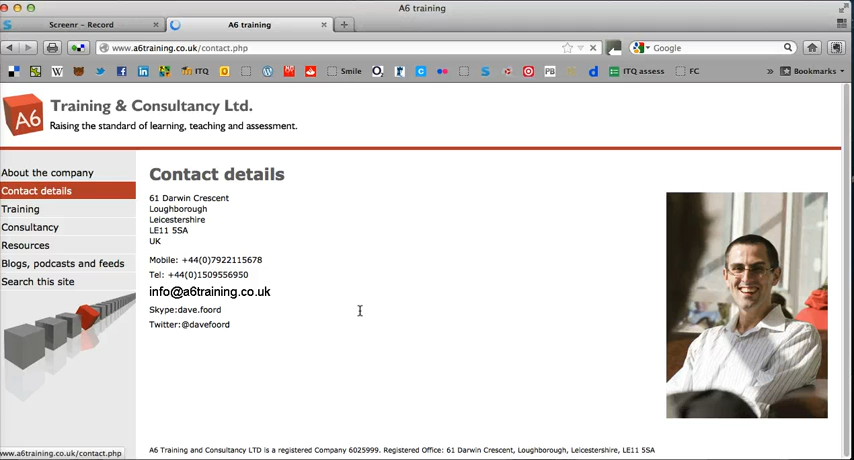 A6 training
Screenr - Record
A6 training
www.a6training.co.uk/contact.php
Google
Smile
ITQ
ITQ assess
FC
Bookmarks
A6
Training & Consultancy Ltd.
Raising the standard of learning, teaching and assessment.
About the company
Contact details
Training
Consultancy
Resources
Blogs, podcasts and feeds
Search this site
Contact details
61 Darwin Crescent
Loughborough
Leicestershire
LE11 5SA
UK
Mobile: +44(0)7922115678
Tel: +44(0)1509556950
info@a6training.co.uk
Skype:dave.foord
Twitter:@davefoord
A6 Training and Consultancy LTD is a registered Company 6025999. Registered Office: 61 Darwin Crescent, Loughborough, Leicestershire, LE11 5SA
www.a6training.co.uk/contact.php